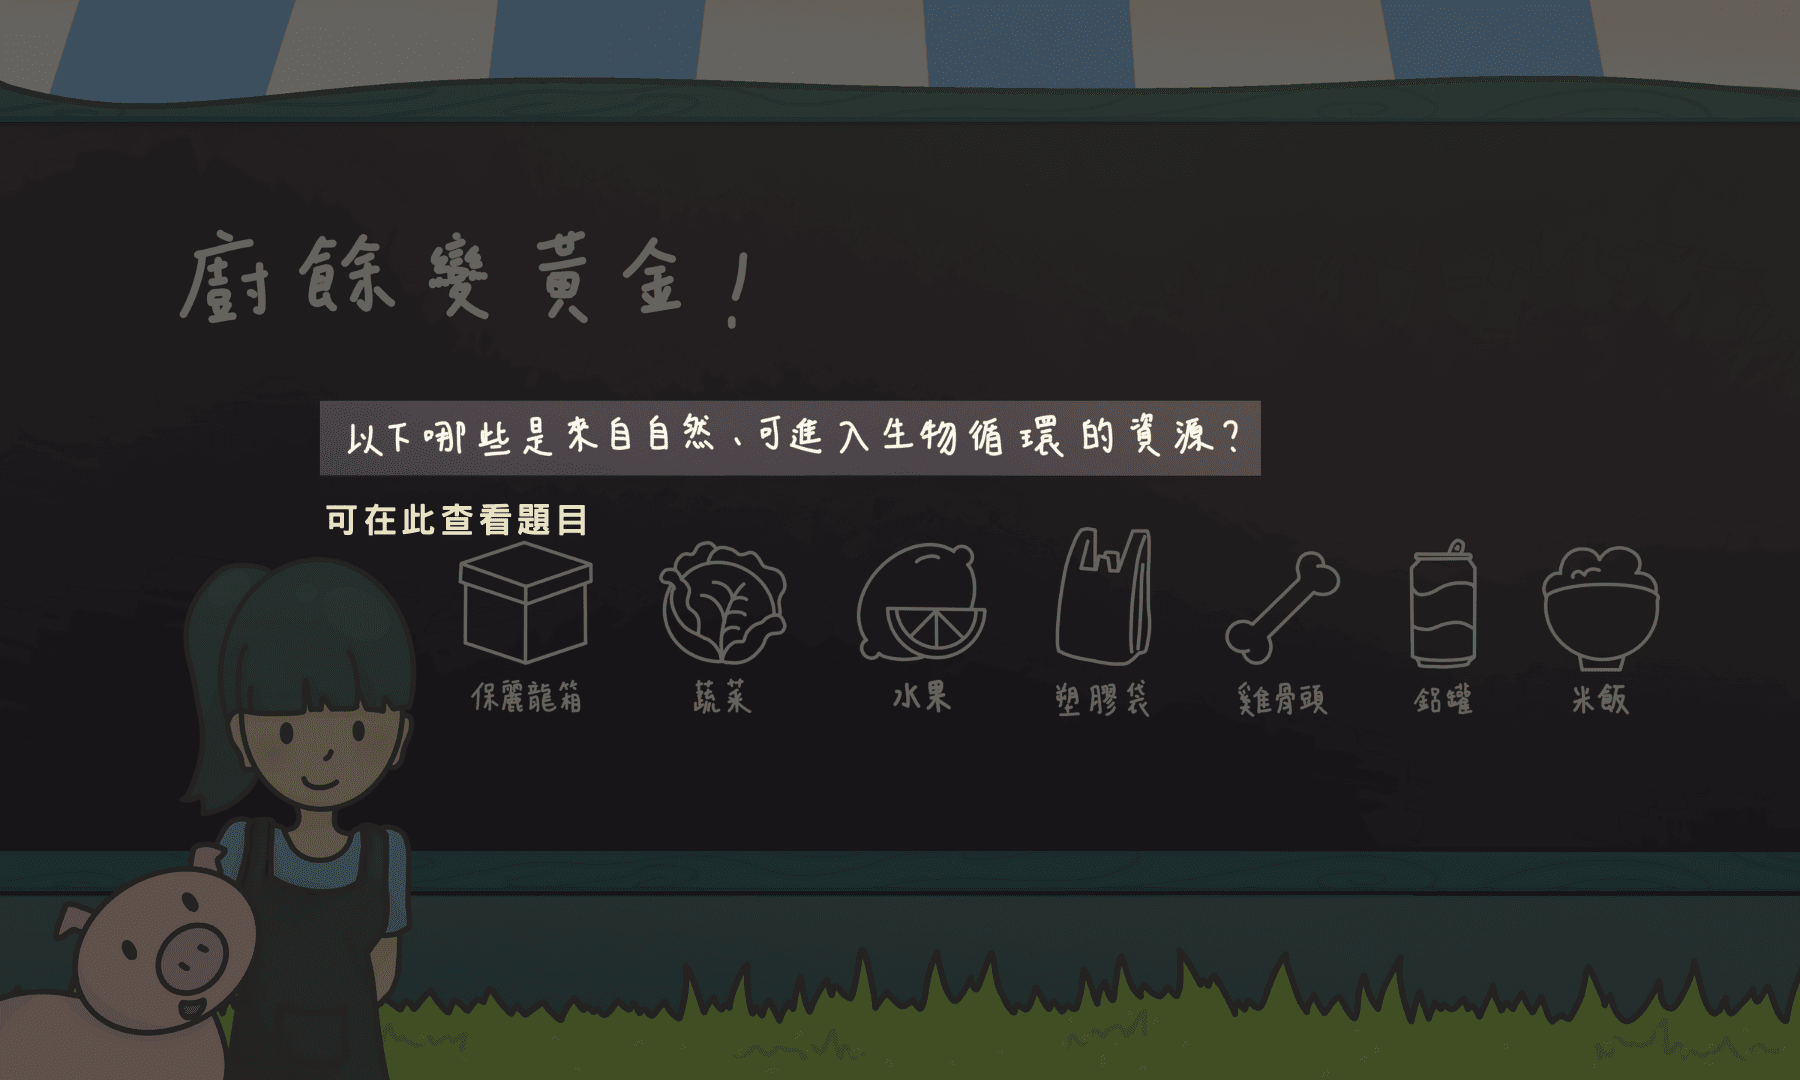 廚餘變黃金！
以下哪些是來自自然、可進入生物循環的資源？
可在此查看題目
保麗龍箱 蔬菜 水果 塑膠袋 雞骨頭 鋁罐 米飯